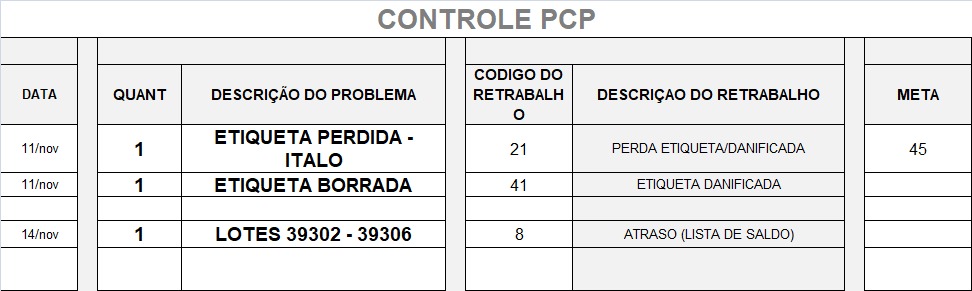 CONTROLE PCP
DATA QUANT DESCRIÇÃO DO PROBLEMA CODIGO DO RETRABALH O DESCRIÇAO DO RETRABALHO META
11/nov 1 ETIQUETA PERDIDA - ITALO 21 PERDA ETIQUETA/DANIFICADA 45
11/nov 1 ETIQUETA BORRADA 41 ETIQUETA DANIFICADA
14/nov 1 LOTES 39302 - 39306 8 ATRASO (LISTA DE SALDO)